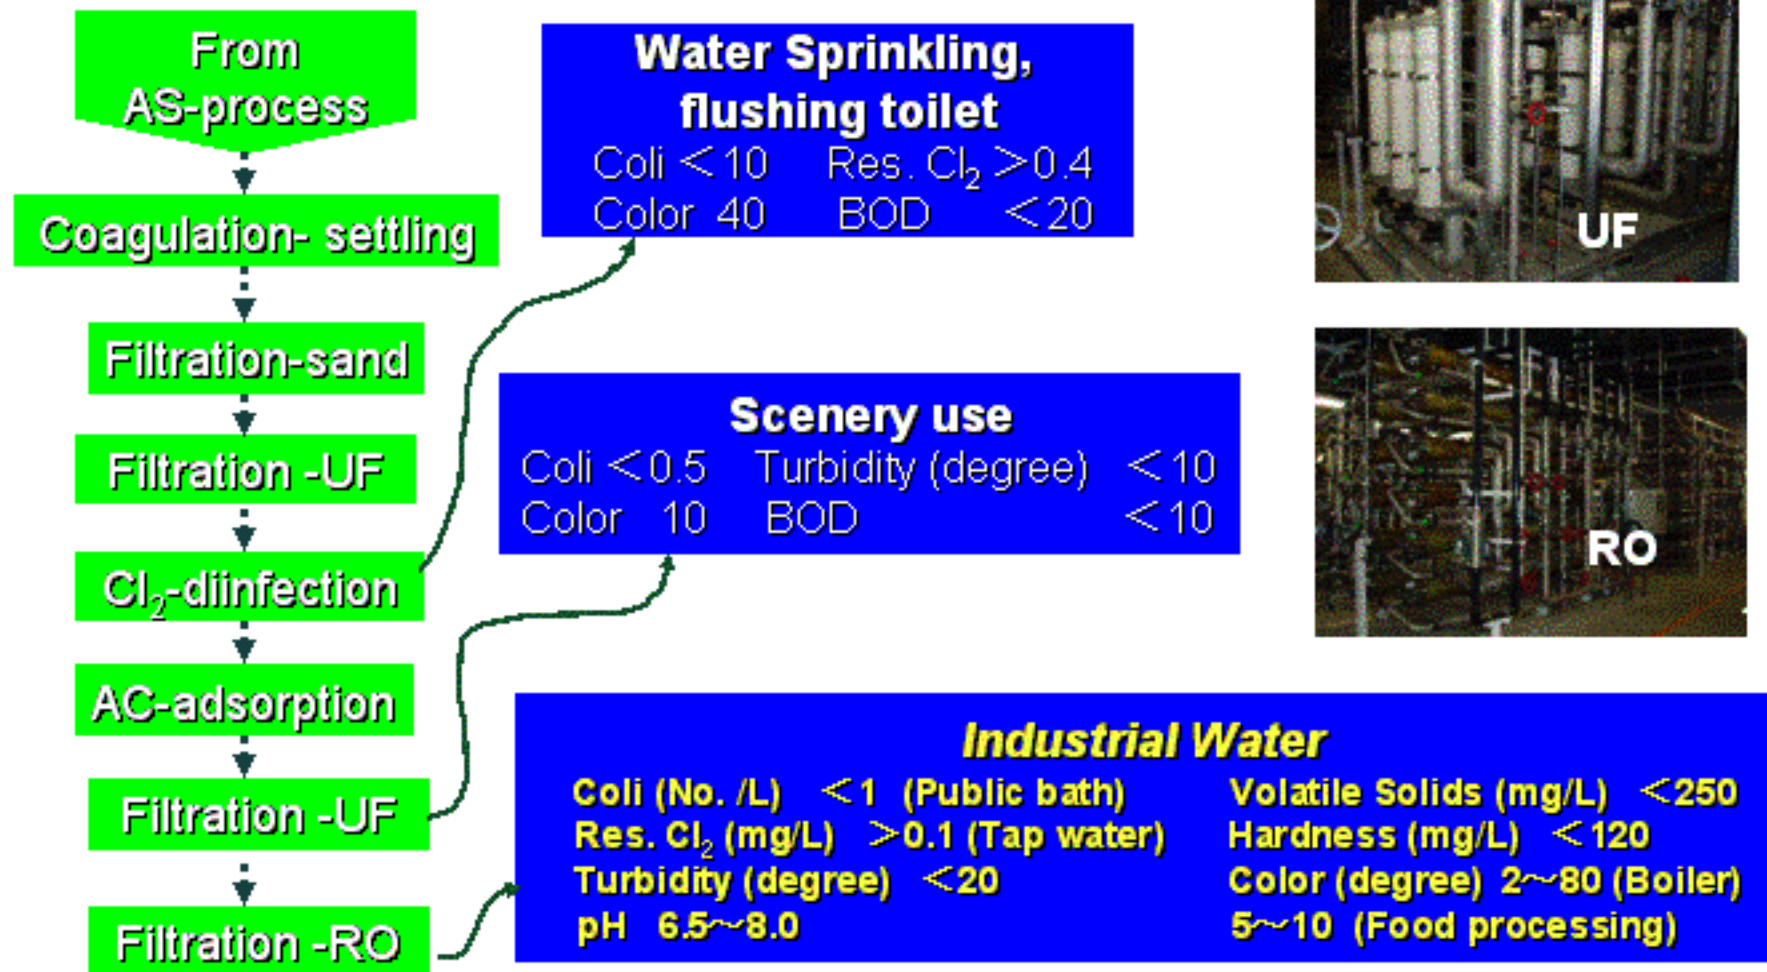 From
AS-process
Coagulation- settling
Filtration-sand
Filtration -UF
Cl₂-diinfection
AC-adsorption
Filtration -UF
Filtration -RO
Water Sprinkling,
flushing toilet
Coli <10 Res. Cl₂ >0.4
Color 40 BOD <20
Scenery use
Coli <0.5 Turbidity (degree) <10
Color 10 BOD <10
Industrial Water
Coli (No. /L) <1 (Public bath) Volatile Solids (mg/L) <250
Res. Cl₂ (mg/L) >0.1 (Tap water) Hardness (mg/L) <120
Turbidity (degree) <20 Color (degree) 2~80 (Boiler)
pH 6.5~8.0 5~10 (Food processing)
UF
RO